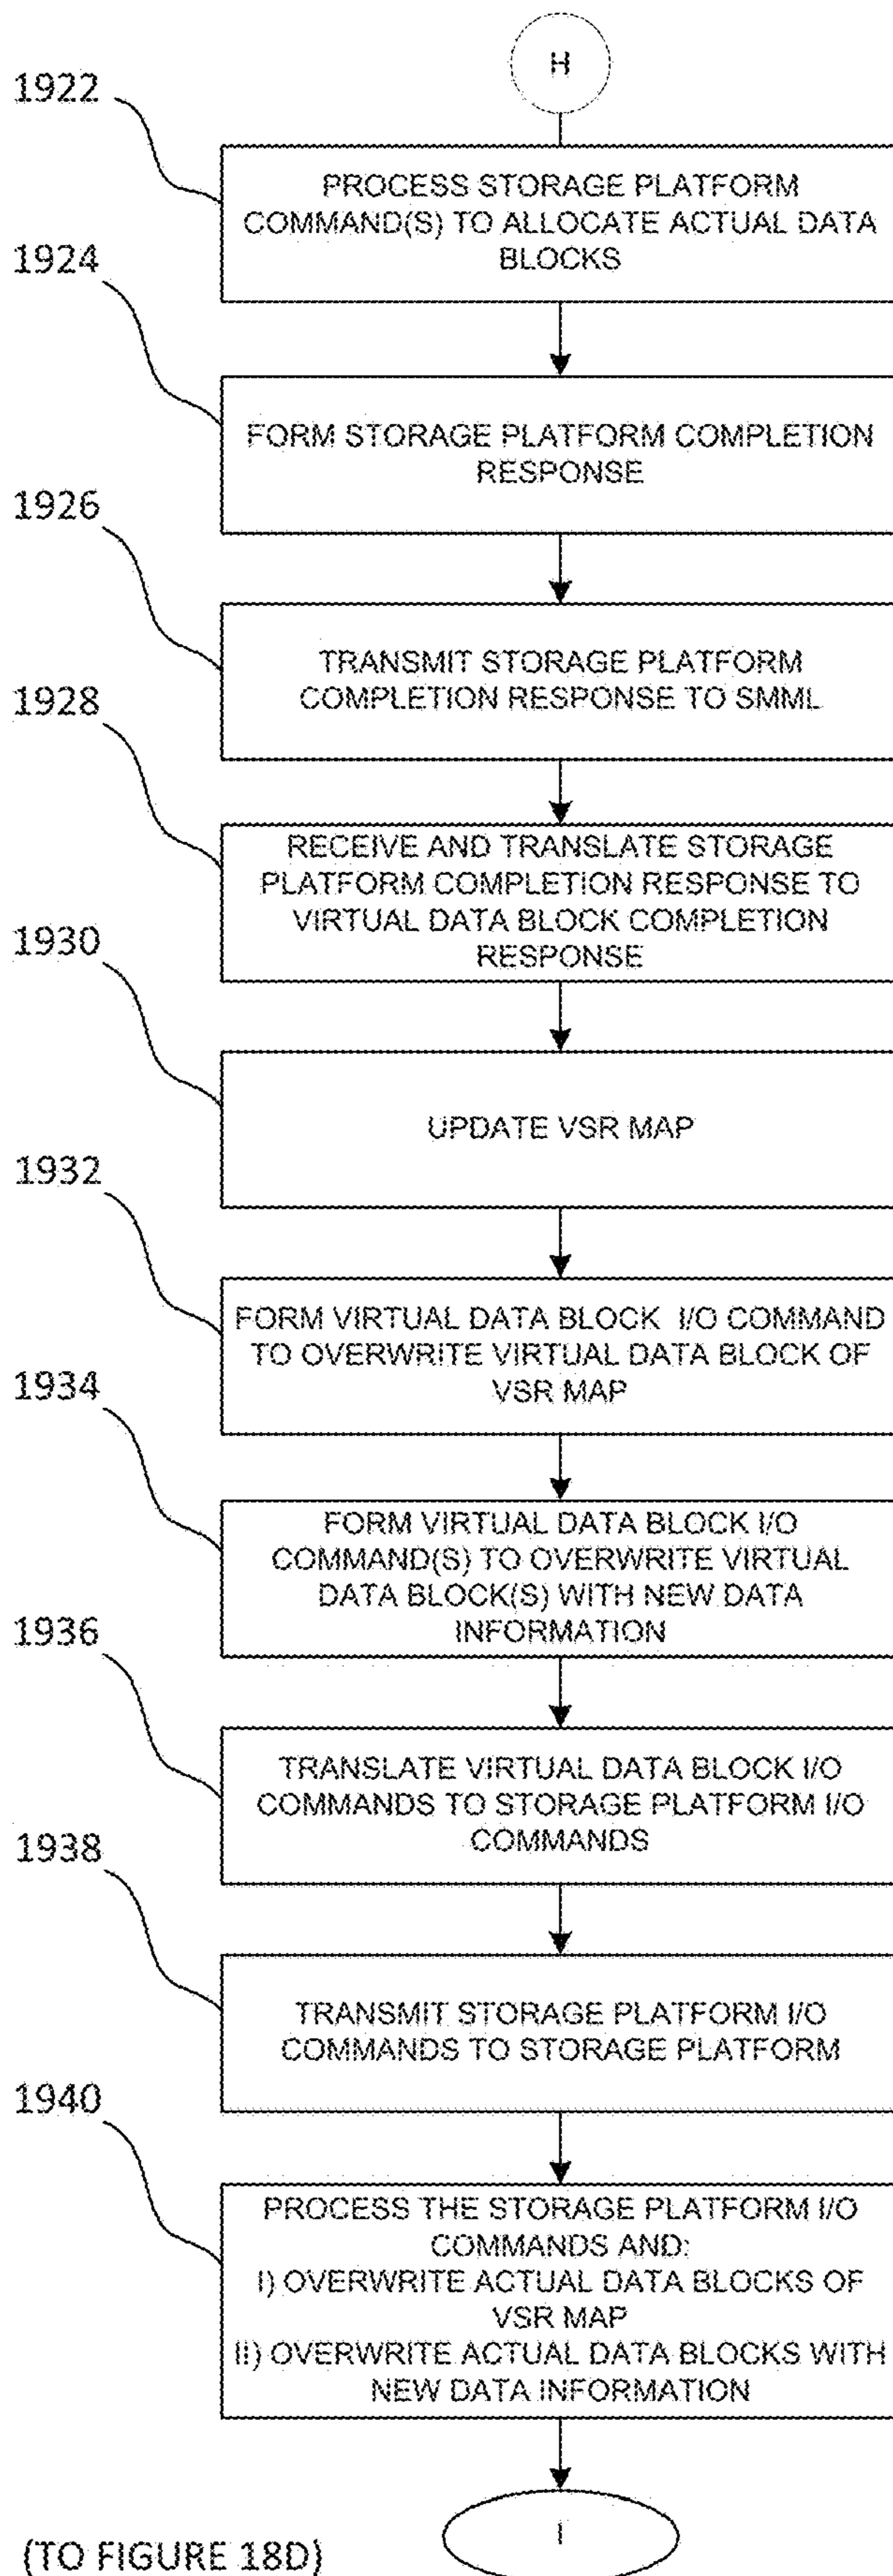 H
1922
PROCESS STORAGE PLATFORM
COMMAND(S) TO ALLOCATE ACTUAL DATA
BLOCKS
1924
FORM STORAGE PLATFORM COMPLETION
RESPONSE
1926
TRANSMIT STORAGE PLATFORM
COMPLETION RESPONSE TO SMML
1928
RECEIVE AND TRANSLATE STORAGE
PLATFORM COMPLETION RESPONSE TO
VIRTUAL DATA BLOCK COMPLETION
RESPONSE
1930
UPDATE VSR MAP
1932
FORM VIRTUAL DATA BLOCK I/O COMMAND
TO OVERWRITE VIRTUAL DATA BLOCK OF
VSR MAP
1934
FORM VIRTUAL DATA BLOCK I/O
COMMAND(S) TO OVERWRITE VIRTUAL
DATA BLOCK(S) WITH NEW DATA
INFORMATION
1936
TRANSLATE VIRTUAL DATA BLOCK I/O
COMMANDS TO STORAGE PLATFORM I/O
COMMANDS
1938
TRANSMIT STORAGE PLATFORM I/O
COMMANDS TO STORAGE PLATFORM
1940
PROCESS THE STORAGE PLATFORM I/O
COMMANDS AND:
I) OVERWRITE ACTUAL DATA BLOCKS OF
VSR MAP
II) OVERWRITE ACTUAL DATA BLOCKS WITH
NEW DATA INFORMATION
I
(TO FIGURE 18D)